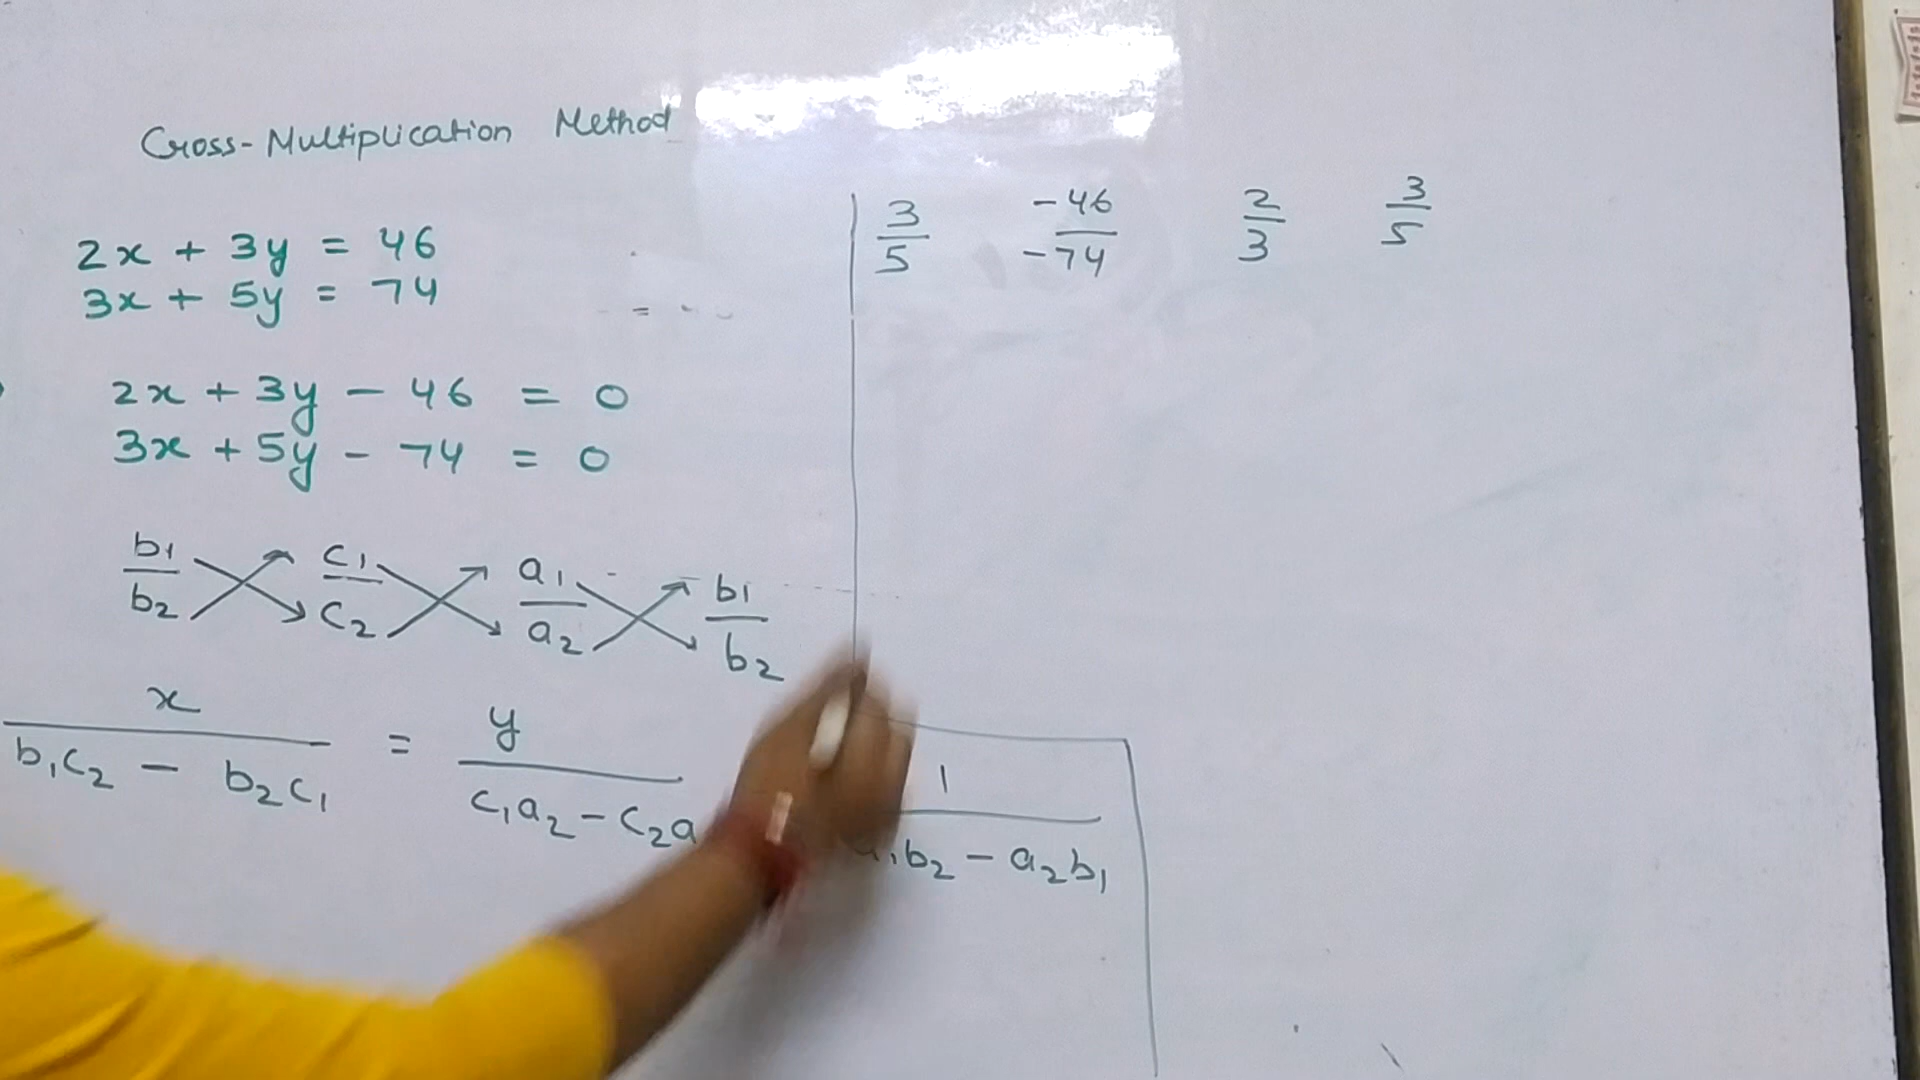 Cross-Multiplication Method
2x + 3y = 46
3x + 5y = 74
2x + 3y - 46 = 0
3x + 5y - 74 = 0
b1 c1 a1 b1
b2 c2 a2 b2
x = y 1
b1c2 - b2c1 c1a2 - c2a b2 - a2b1
3 -46 2 3
5 -74 3 5